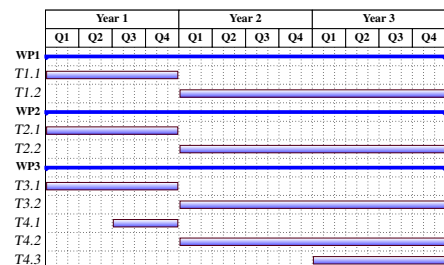 Year 1 Year 2 Year 3
Q1 Q2 Q3 Q4 Q1 Q2 Q3 Q4 Q1 Q2 Q3 Q4
WP1
T1.1
T1.2
WP2
T2.1
T2.2
WP3
T3.1
T3.2
T4.1
T4.2
T4.3